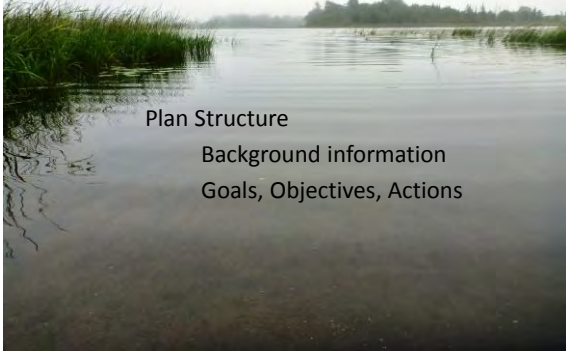 Plan Structure
Background information
Goals, Objectives, Actions